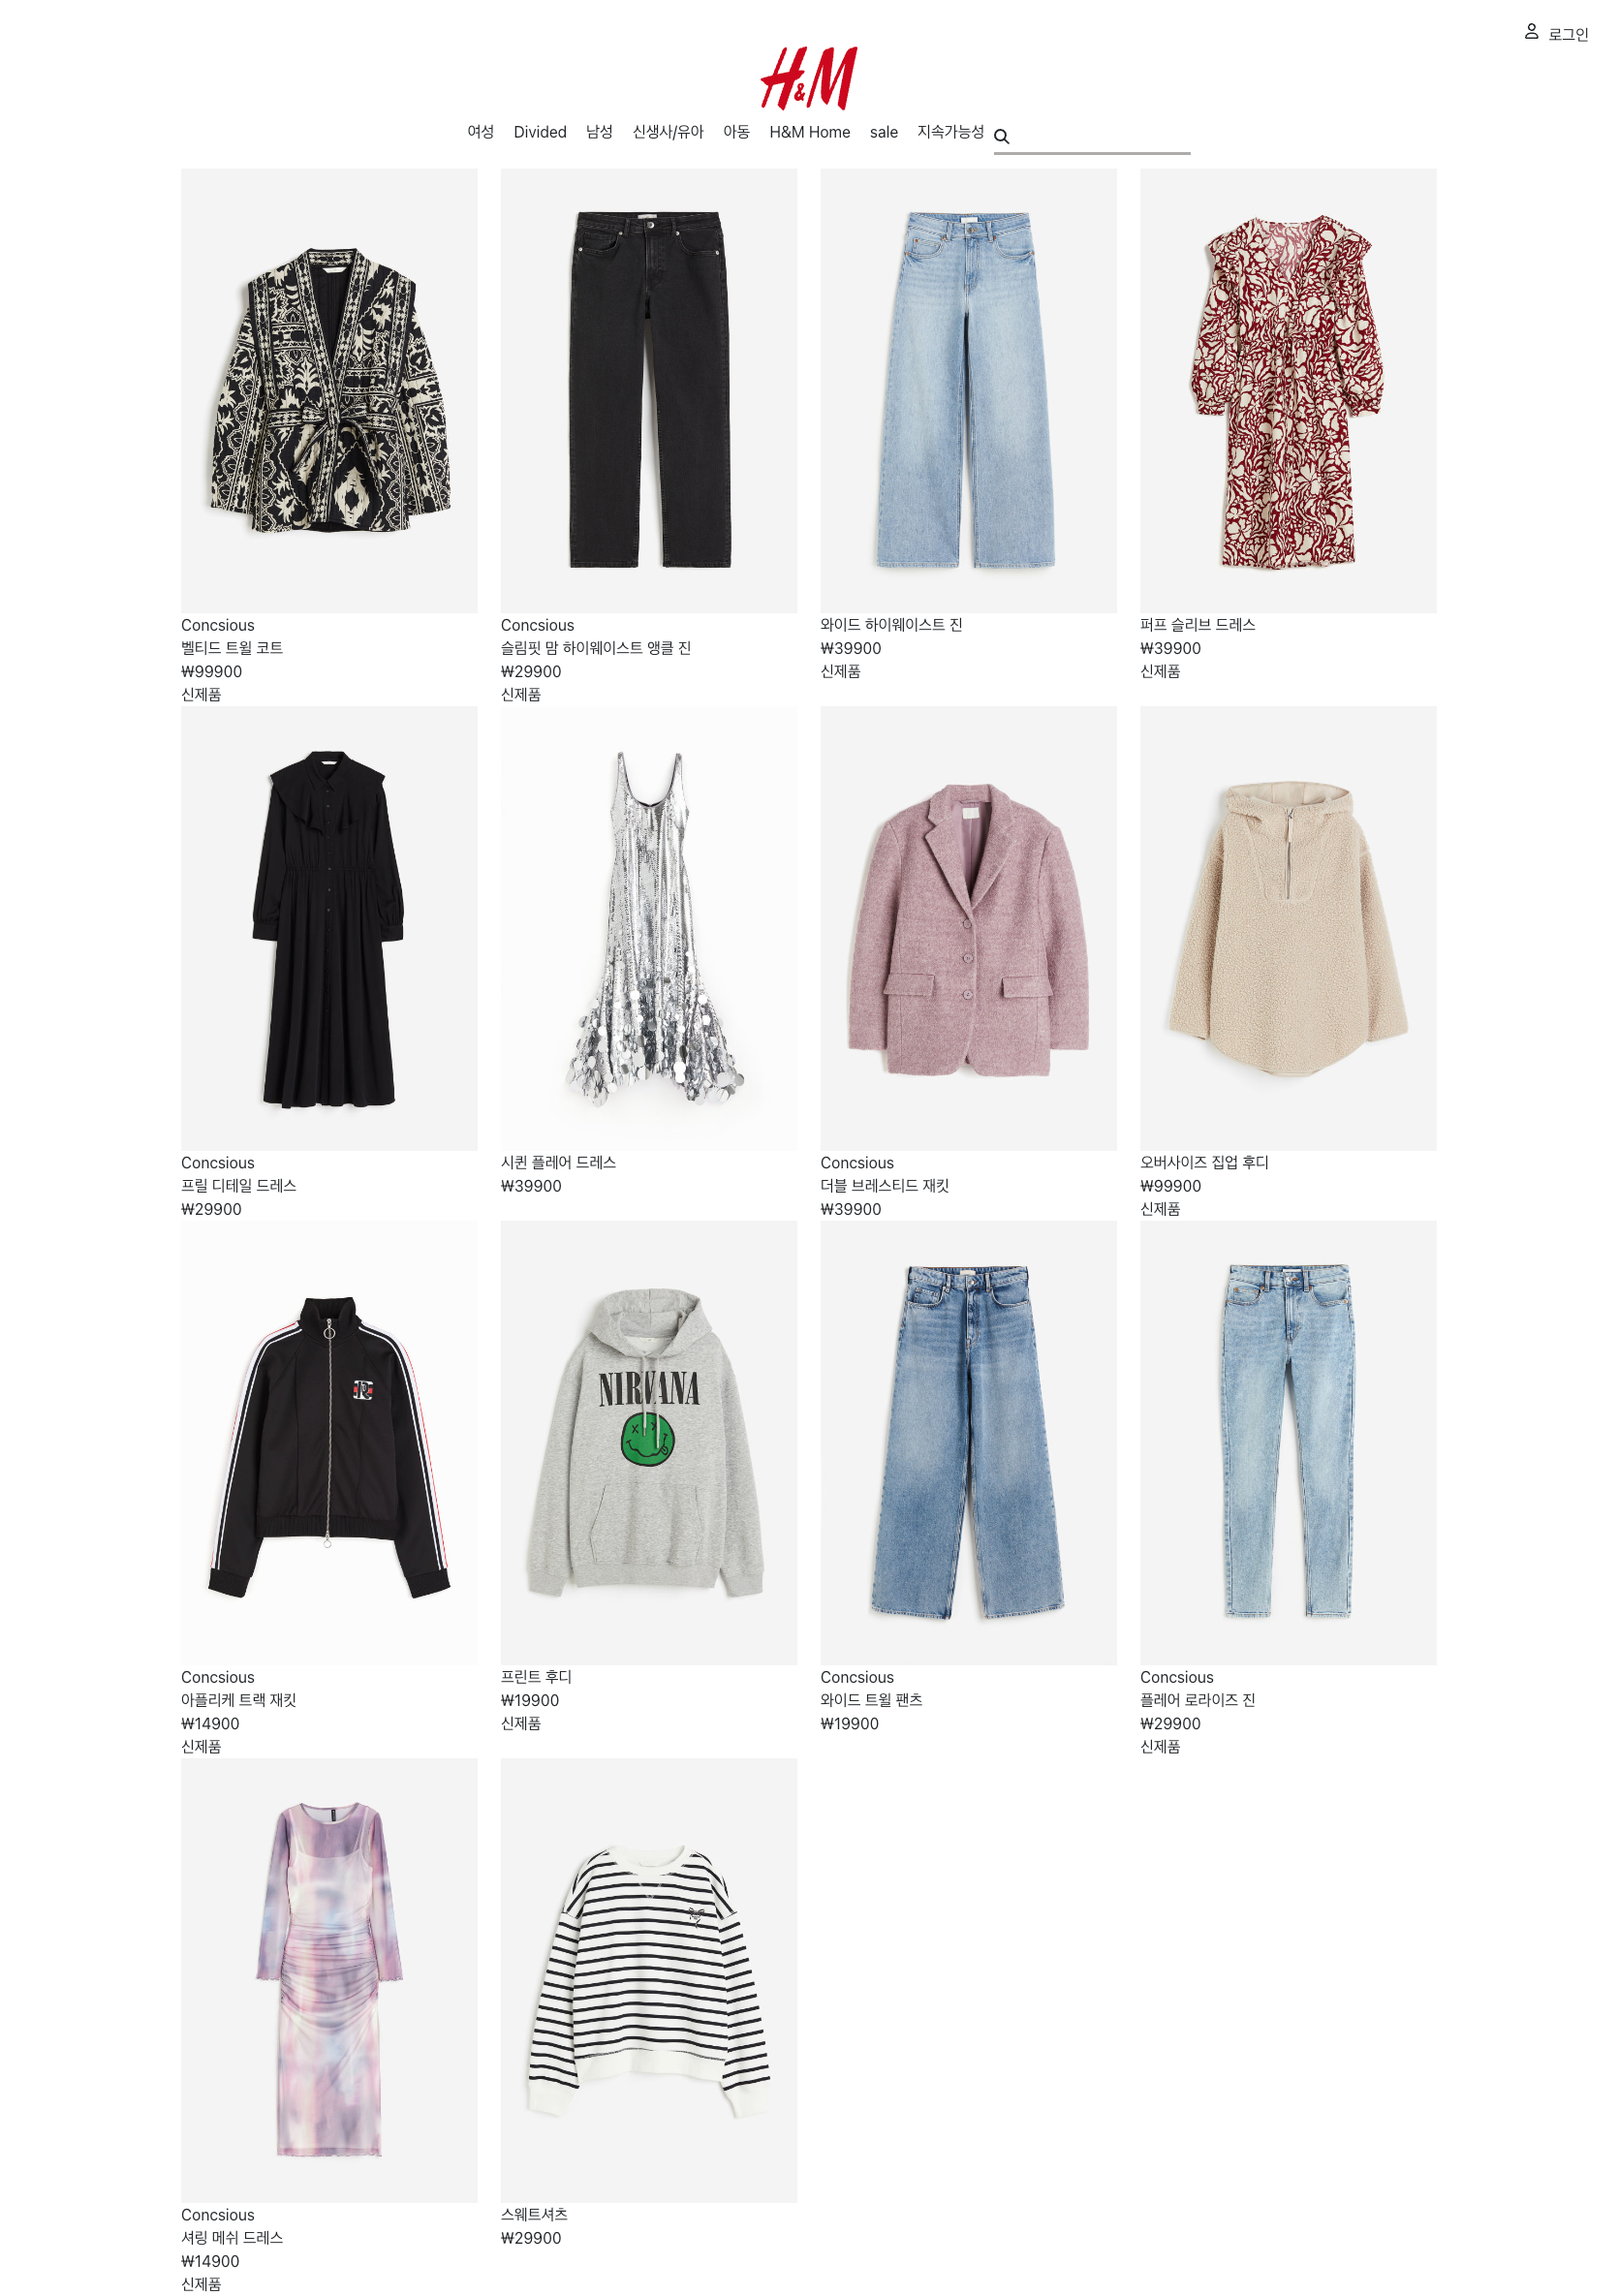 로그인
H&M
여성 Divided 남성 신생사/유아 아동 H&M Home sale 지속가능성
Concsious
벨티드 트윌 코트
₩99900
신제품
Concsious
슬림핏 맘 하이웨이스트 앵클 진
₩29900
신제품
와이드 하이웨이스트 진
₩39900
신제품
퍼프 슬리브 드레스
₩39900
신제품
Concsious
프릴 디테일 드레스
₩29900
시퀸 플레어 드레스
₩39900
Concsious
더블 브레스티드 재킷
₩39900
오버사이즈 집업 후디
₩99900
신제품
Concsious
아플리케 트랙 재킷
₩14900
신제품
NIRVANA
프린트 후디
₩19900
신제품
Concsious
와이드 트윌 팬츠
₩19900
Concsious
플레어 로라이즈 진
₩29900
신제품
Concsious
셔링 메쉬 드레스
₩14900
신제품
스웨트셔츠
₩29900